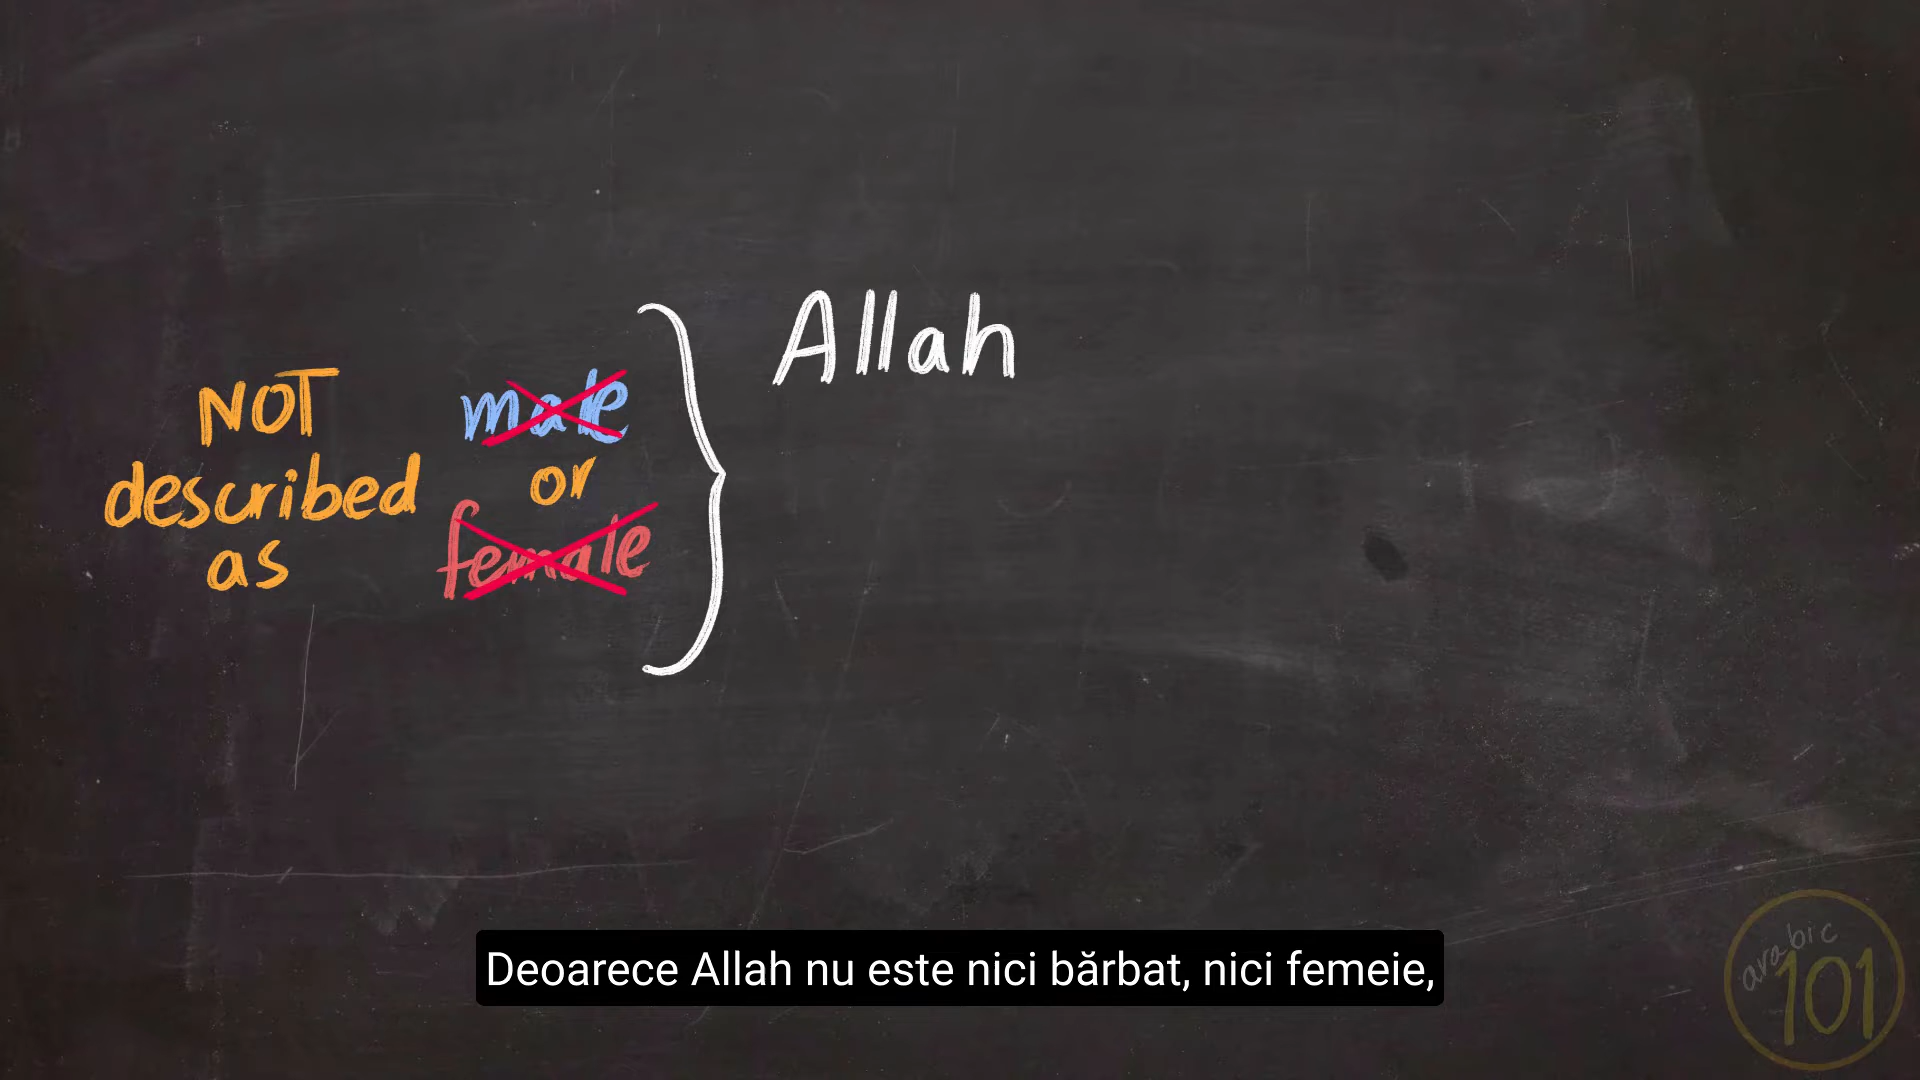 Allah
NOT
described
as
male
or
female
Deoarece Allah nu este nici bărbat, nici femeie,
arabic
101